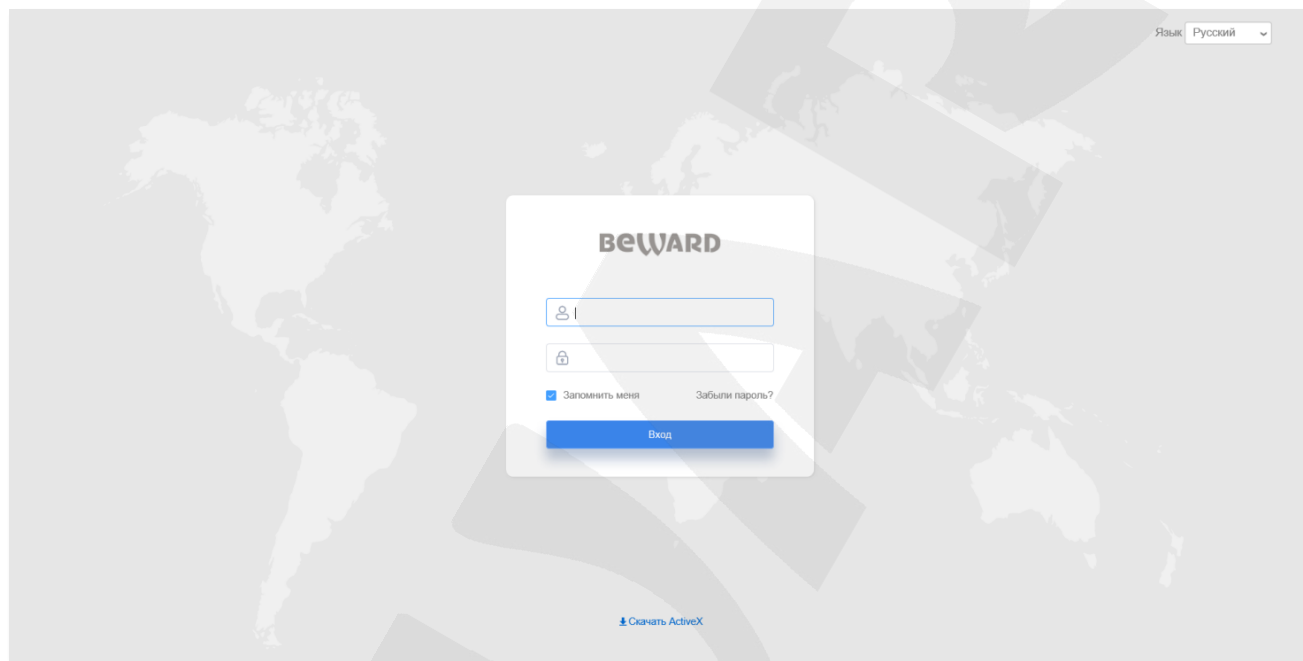 Язык Русский
BEWARD
Запомнить меня Забыли пароль?
Вход
Скачать ActiveX